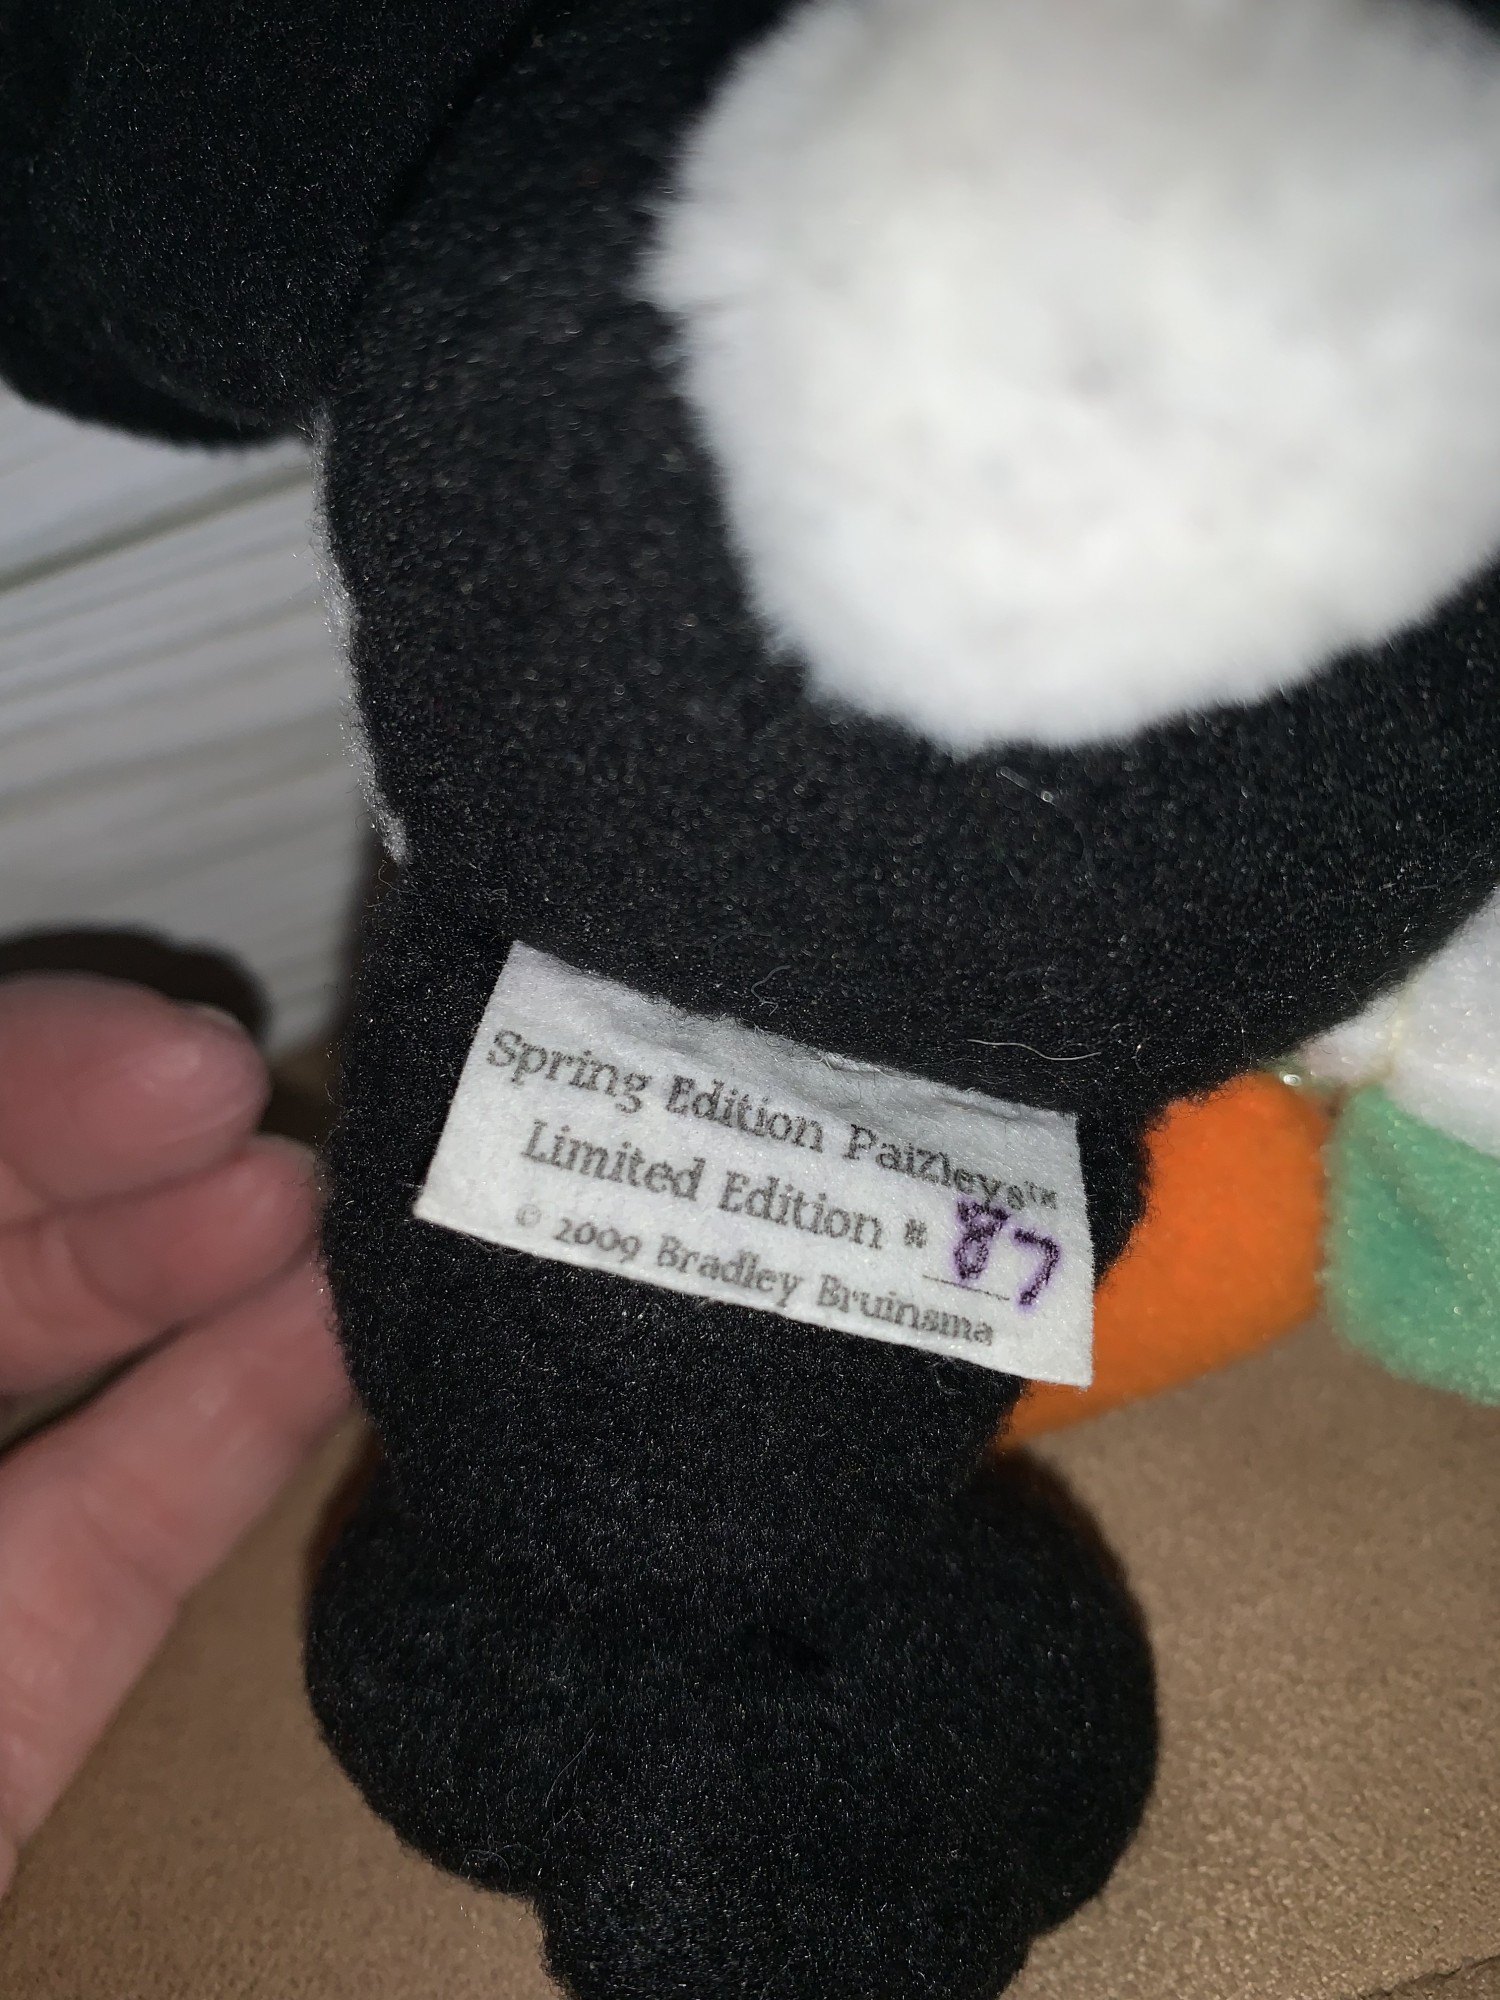 Spring Edition Paizleys™
Limited Edition # 87
© 2009 Bradley Bruinsma